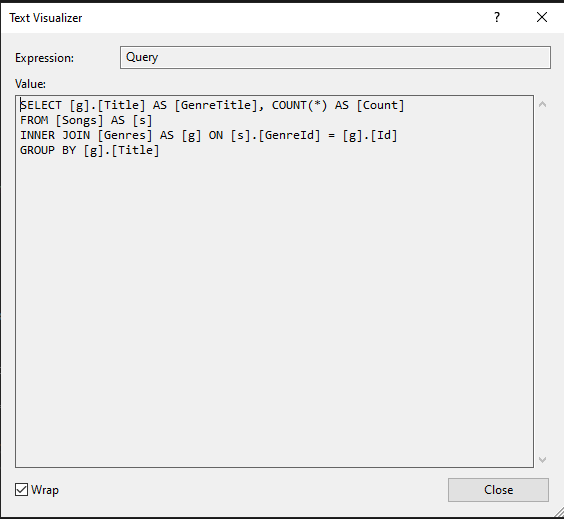 Text Visualizer
Expression:
Query
Value:
SELECT [g].[Title] AS [GenreTitle], COUNT(*) AS [Count]
FROM [Songs] AS [s]
INNER JOIN [Genres] AS [g] ON [s].[GenreId] = [g].[Id]
GROUP BY [g].[Title]
Wrap
Close